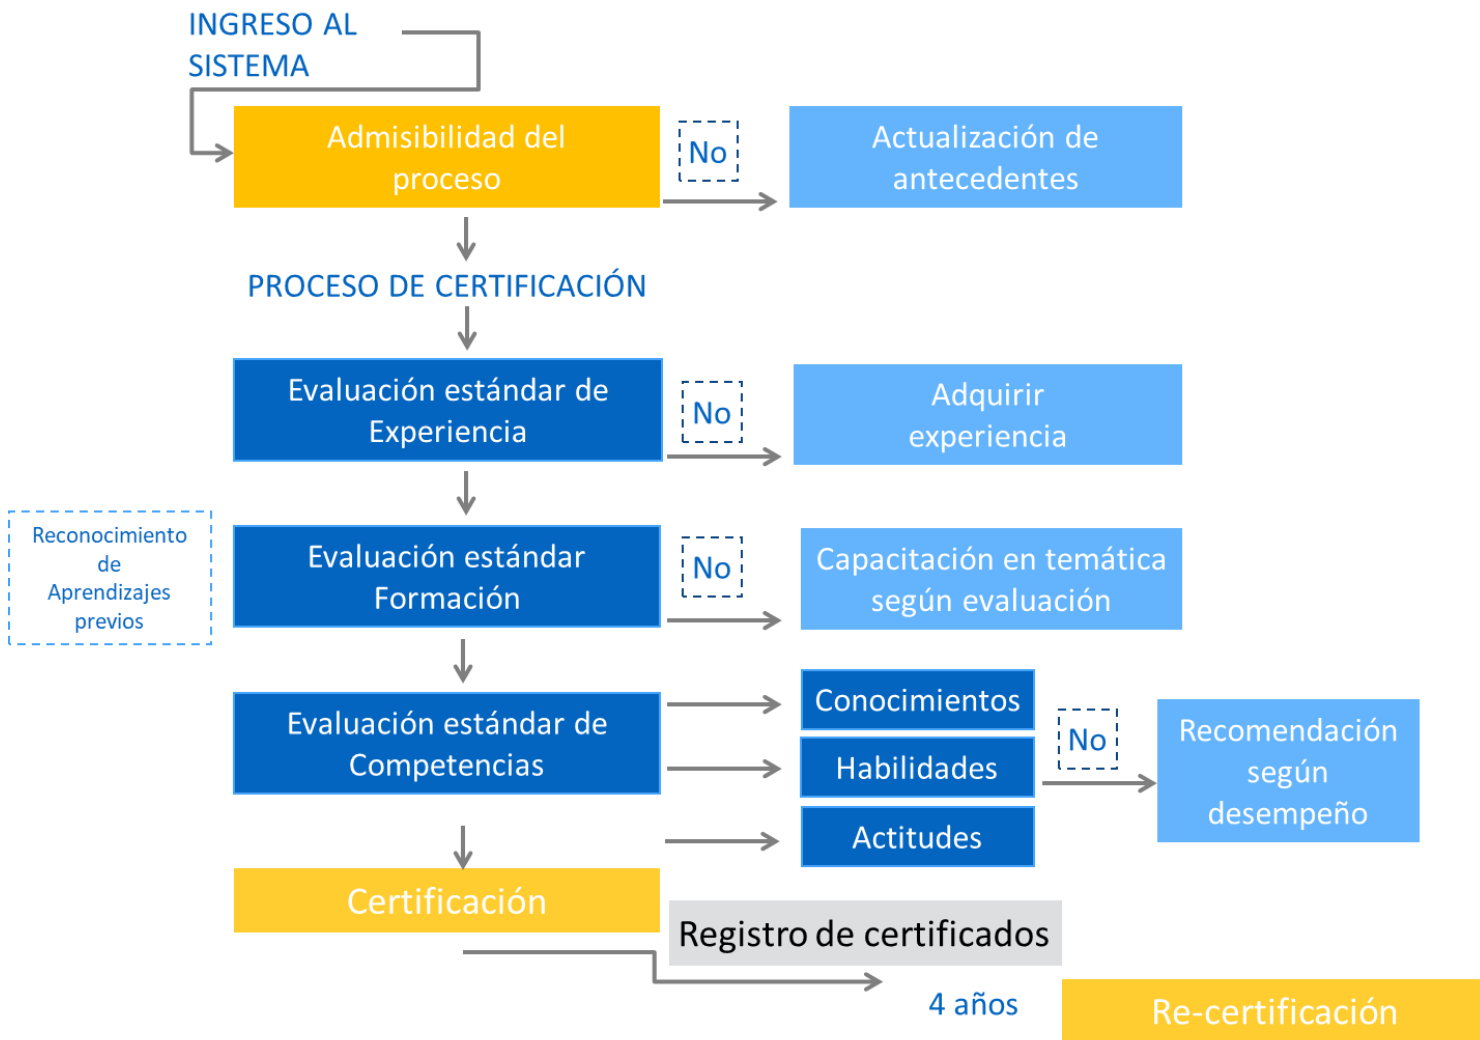 INGRESO AL
SISTEMA
Admisibilidad del
proceso
No
Actualización de
antecedentes
PROCESO DE CERTIFICACIÓN
Evaluación estándar de
Experiencia
No
Adquirir
experiencia
Reconocimiento
de
Aprendizajes
previos
Evaluación estándar
Formación
No
Capacitación en temática
según evaluación
Evaluación estándar de
Competencias
Conocimientos
Habilidades
Actitudes
No
Recomendación
según
desempeño
Certificación
Registro de certificados
4 años
Re-certificación